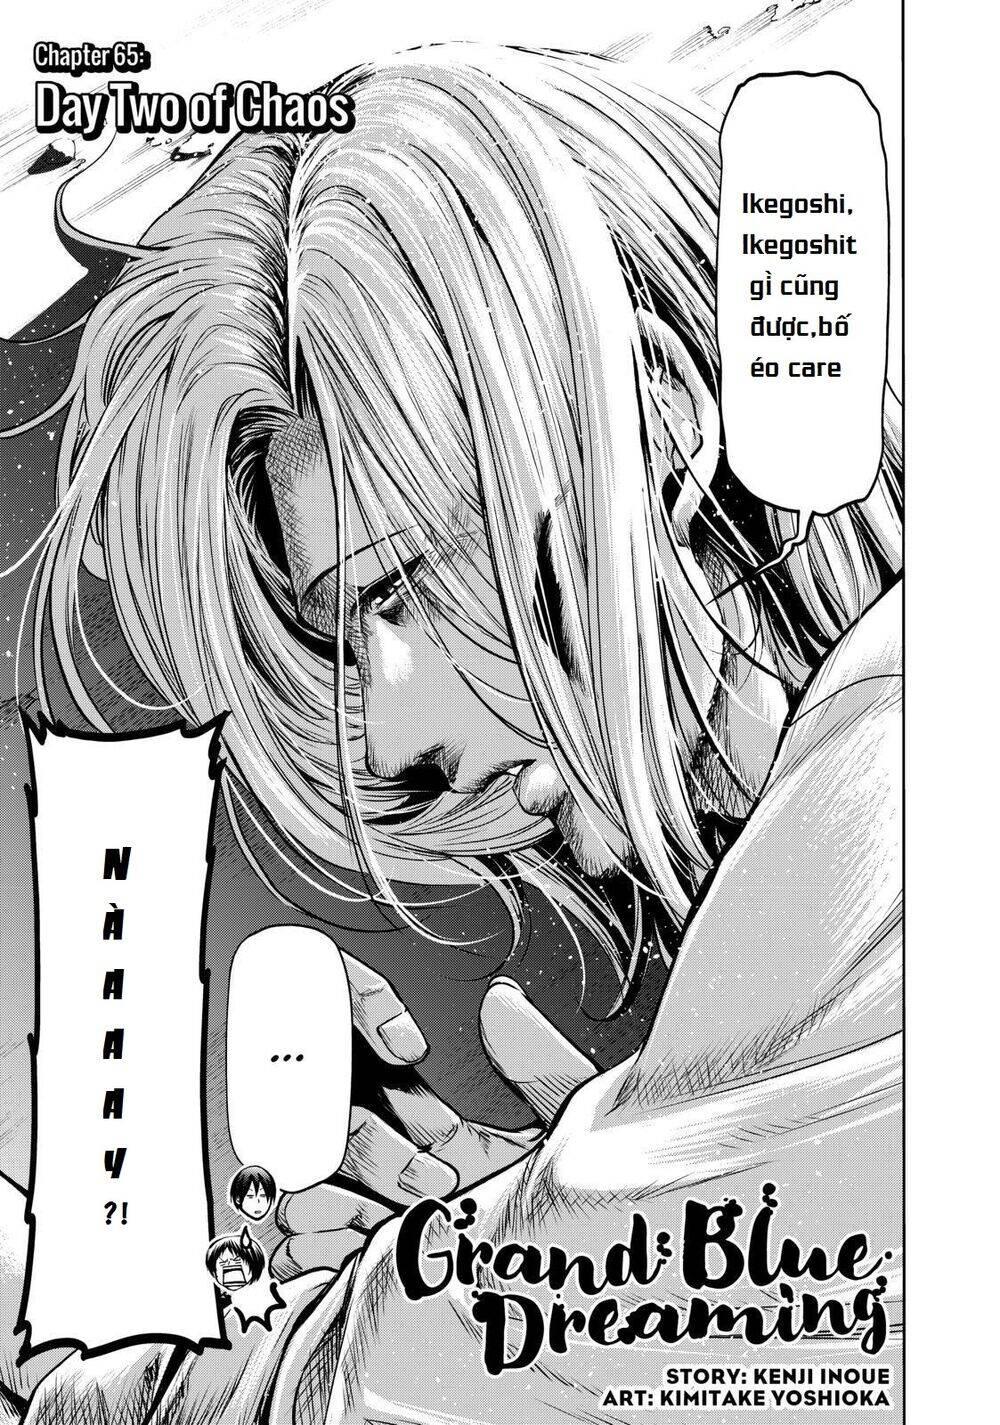 Chapter 65:
Day Two of Chaos
Ikegoshi,
Ikegoshit
gì cũng
được,bố
éo care
...
N
À
A
A
A
Y
?!
Grand Blue
Dreaming
STORY: KENJI INOUE
ART: KIMITAKE YOSHIOKA